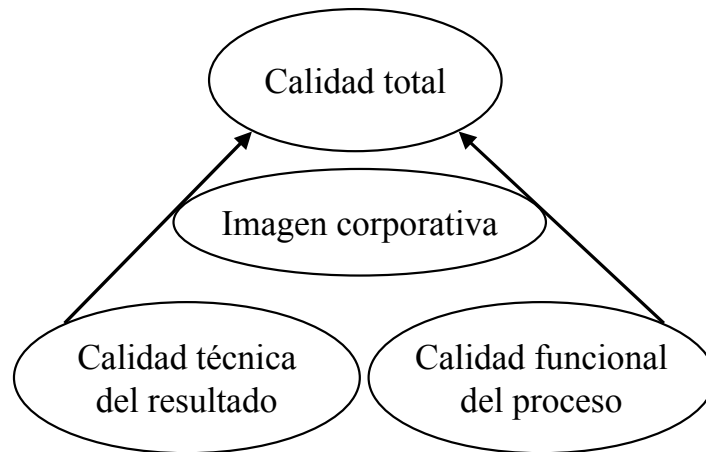 Calidad total
Imagen corporativa
Calidad técnica
del resultado
Calidad funcional
del proceso